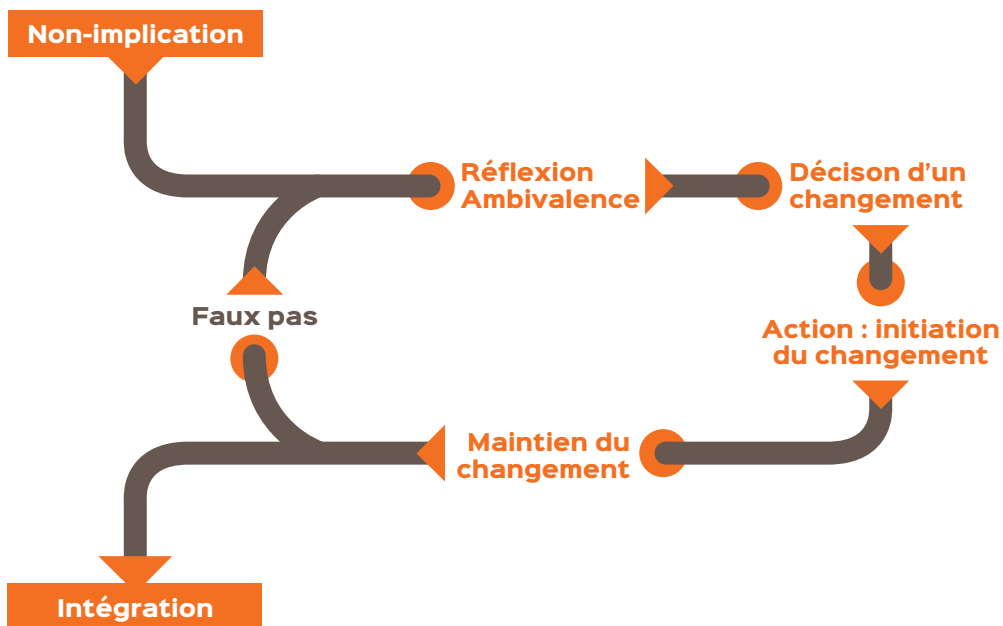 Non-implication
Réflexion
Ambivalence
Décison d'un
changement
Action : initiation
du changement
Maintien du
changement
Faux pas
Intégration